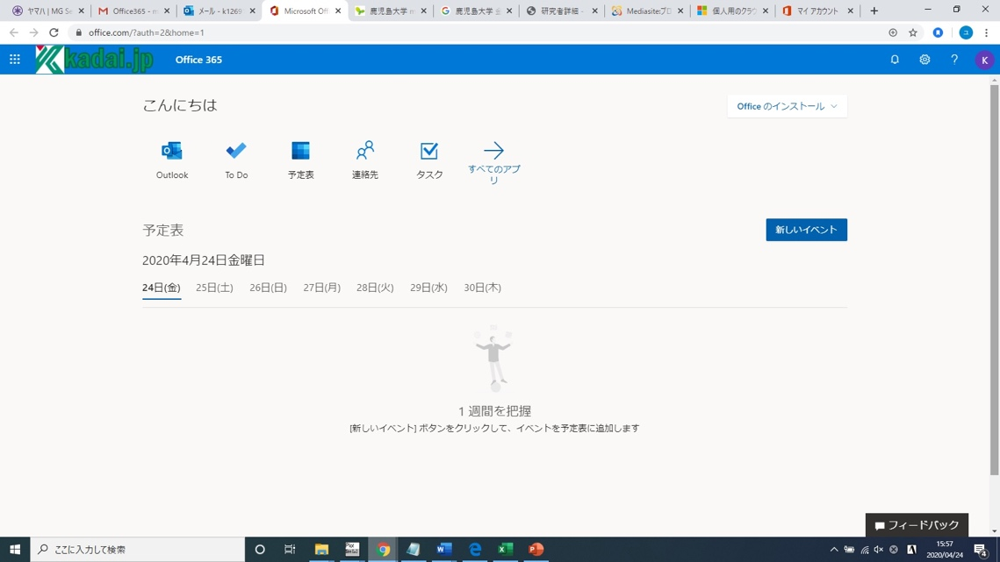 ヤマハ | MG Se
Office365 - m
メール - k1269
Microsoft Offi
鹿児島大学 m
鹿児島大学 金
研究者詳細 -
Mediasite:プロ
個人用のクラウ
マイ アカウント
office.com/?auth=2&home=1
kadai.jp
Office 365
K
こんにちは
Office のインストール
Outlook
To Do
予定表
連絡先
タスク
すべてのアプ
リ
予定表
新しいイベント
2020年4月24日金曜日
24日(金) 25日(土) 26日(日) 27日(月) 28日(火) 29日(水) 30日(木)
1 週間を把握
[新しいイベント] ボタンをクリックして、イベントを予定表に追加します
フィードバック
ここに入力して検索
A
15:57
2020/04/24
4